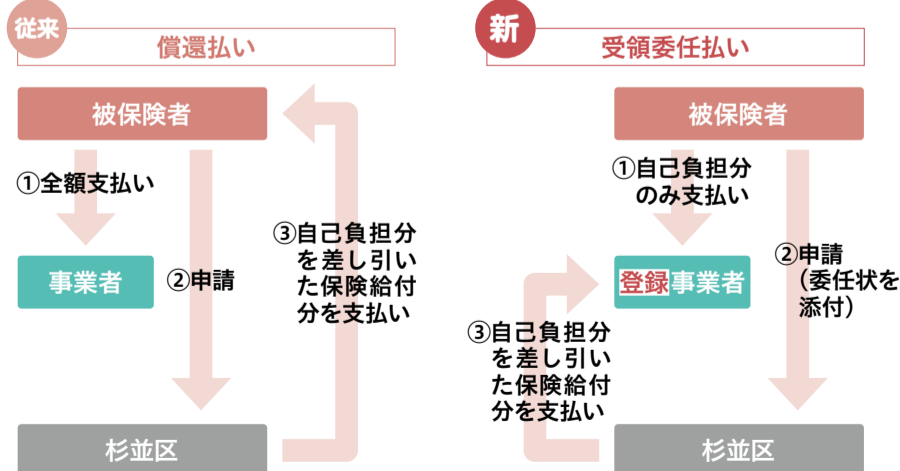 従来
償還払い
被保険者
①全額支払い
事業者
②申請
③自己負担分
を差し引い
た保険給付
分を支払い
杉並区
新
受領委任払い
被保険者
①自己負担分
のみ支払い
登録事業者
②申請
（委任状を
添付）
③自己負担分
を差し引い
た保険給付
分を支払い
杉並区